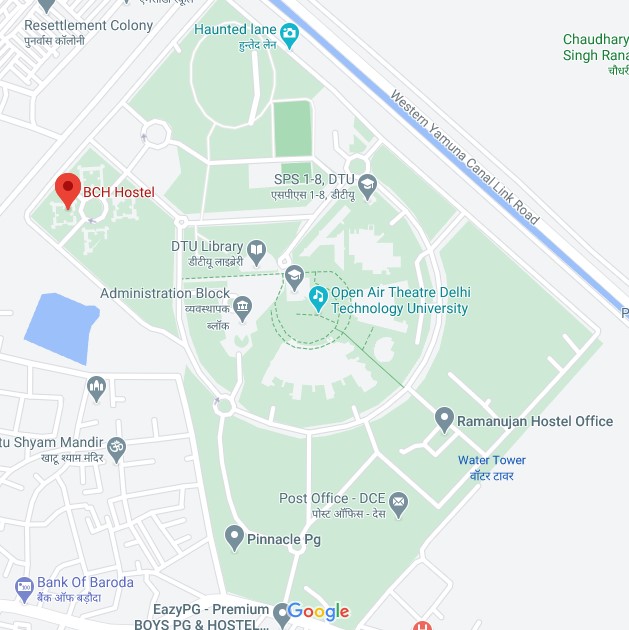 Resettlement Colony
पुनर्वास कॉलोनी
Haunted lane
हुन्टेद लेन
Chaudhary
Singh Rana
चौधरी
Western Yamuna Canal Link Road
BCH Hostel
SPS 1-8, DTU
एसपीएस 1-8, डीटीयू
DTU Library
डीटीयू लाइब्रेरी
Administration Block
व्यवस्थापक
ब्लॉक
Open Air Theatre Delhi
Technology University
P
Ramanujan Hostel Office
tu Shyam Mandir
खाटू श्याम मंदिर
Water Tower
वॉटर टावर
Post Office - DCE
पोस्ट ऑफिस - देस
Pinnacle Pg
Bank Of Baroda
बैंक ऑफ बड़ौदा
EazyPG - Premium
BOYS PG & HOSTEL...
Google
H